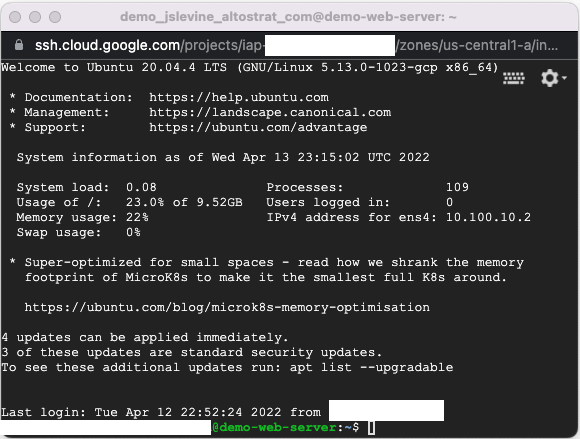 demo_jslevine_altostrat_com@demo-web-server: ~
ssh.cloud.google.com/projects/iap- /zones/us-central1-a/in...
Welcome to Ubuntu 20.04.4 LTS (GNU/Linux 5.13.0-1023-gcp x86_64)
* Documentation:  https://help.ubuntu.com
* Management:     https://landscape.canonical.com
* Support:        https://ubuntu.com/advantage
System information as of Wed Apr 13 23:15:02 UTC 2022
System load:  0.08               Processes:             109
Usage of /:   23.0% of 9.52GB   Users logged in:       0
Memory usage: 22%                IPv4 address for ens4: 10.100.10.2
Swap usage:   0%
* Super-optimized for small spaces - read how we shrank the memory
footprint of MicroK8s to make it the smallest full K8s around.
https://ubuntu.com/blog/microk8s-memory-optimisation
4 updates can be applied immediately.
3 of these updates are standard security updates.
To see these additional updates run: apt list --upgradable
Last login: Tue Apr 12 22:52:24 2022 from
@demo-web-server:~$